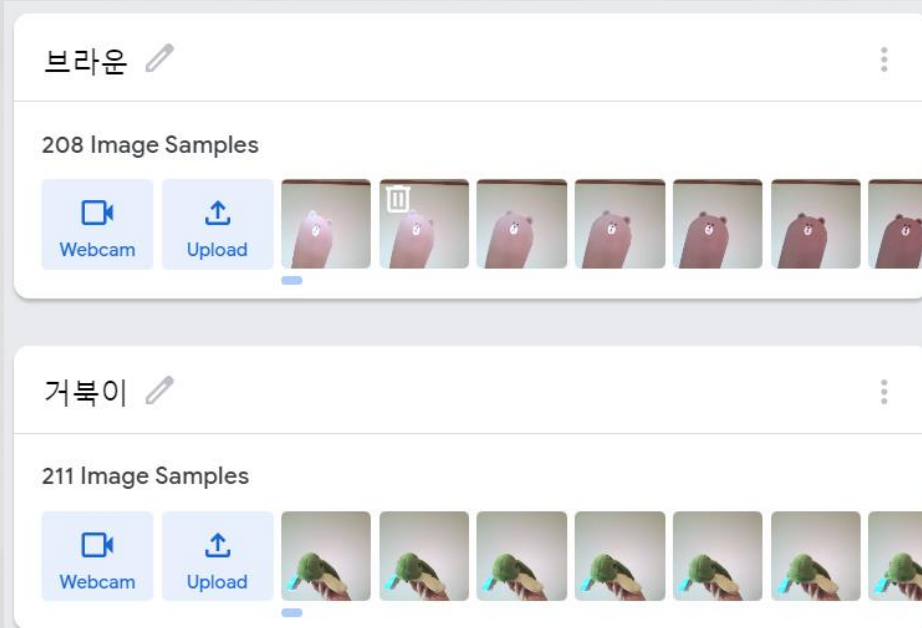 브라운
208 Image Samples
Webcam
Upload
거북이
211 Image Samples
Webcam
Upload